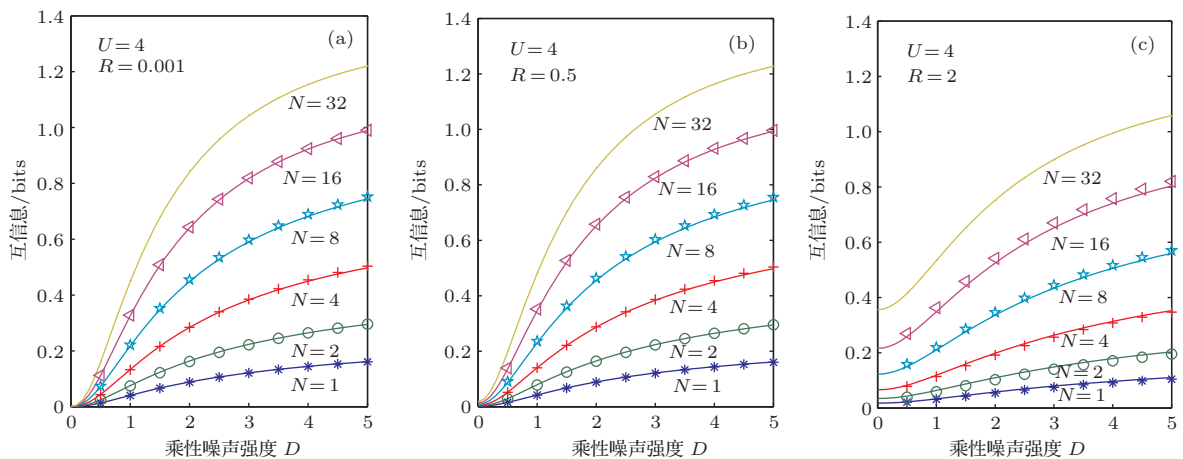 (a)
U = 4
R = 0.001
N = 32
N = 16
N = 8
N = 4
N = 2
N = 1
互信息/bits
1.4
1.2
1.0
0.8
0.6
0.4
0.2
0
0 1 2 3 4 5
乘性噪声强度 D
(b)
U = 4
R = 0.5
N = 32
N = 16
N = 8
N = 4
N = 2
N = 1
互信息/bits
1.4
1.2
1.0
0.8
0.6
0.4
0.2
0
0 1 2 3 4 5
乘性噪声强度 D
(c)
U = 4
R = 2
N = 32
N = 16
N = 8
N = 4
N = 2
N = 1
互信息/bits
1.4
1.2
1.0
0.8
0.6
0.4
0.2
0
0 1 2 3 4 5
乘性噪声强度 D